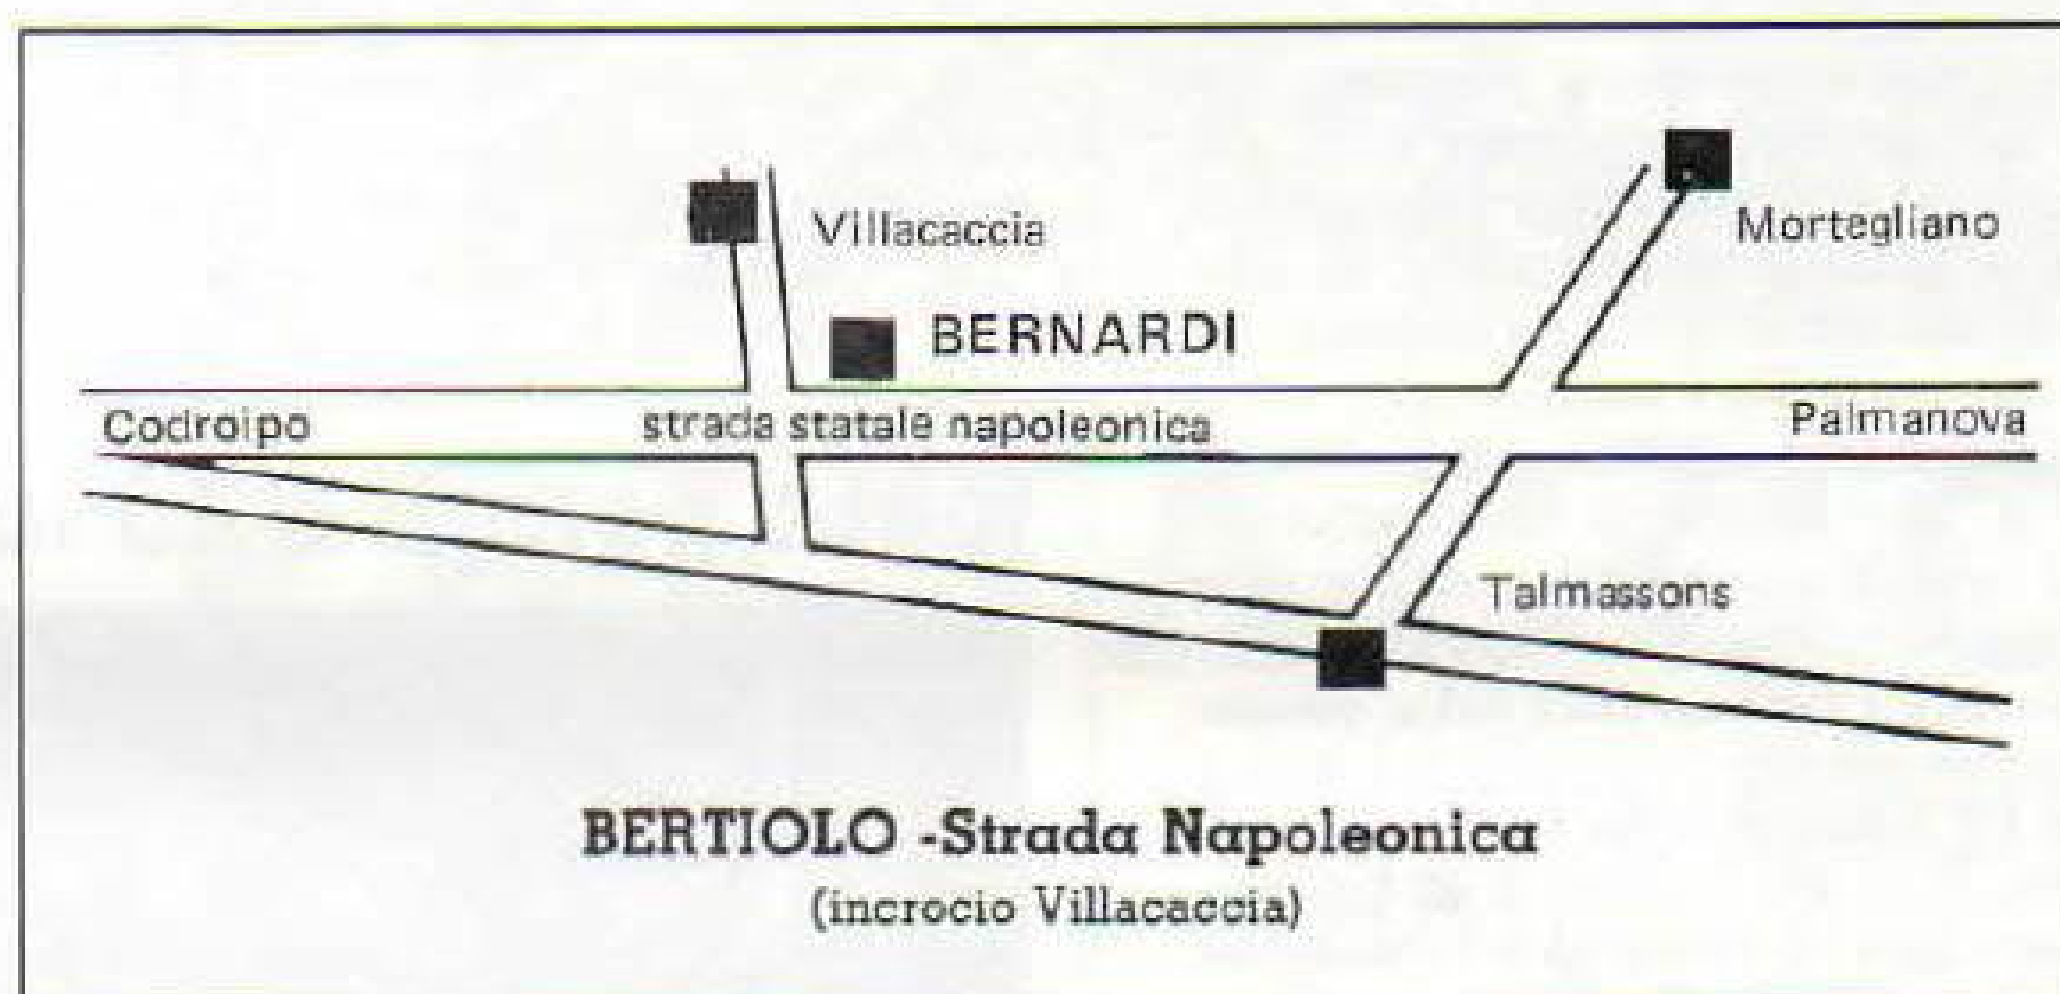 Villacaccia
Mortegliano
BERNARDI
Codroipo
strada statale napoleonica
Palmanova
Talmassons
BERTIOLO -Strada Napoleonica
(incrocio Villacaccia)